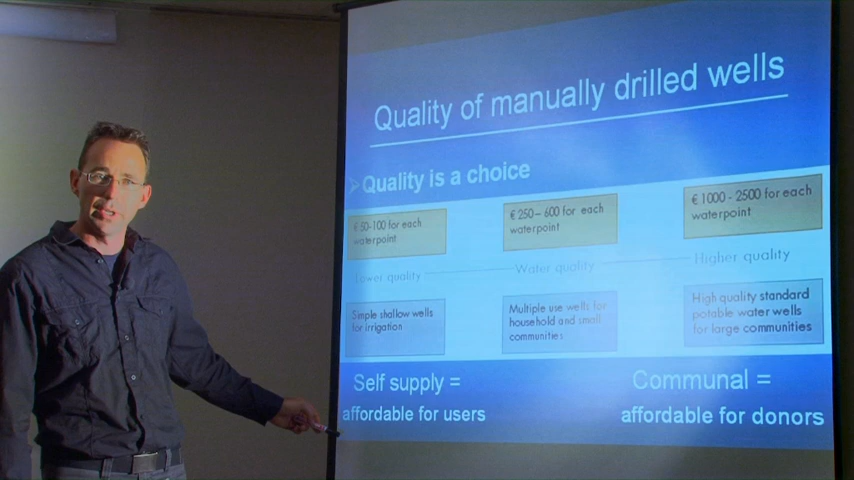 Quality of manually drilled wells
Quality is a choice
€ 50-100 for each
waterpoint
€ 250 – 600 for each
waterpoint
€ 1000 - 2500 for each
waterpoint
Lower quality
Water quality
Higher quality
Simple shallow wells
for irrigation
Multiple use wells for
household and small
communities
High quality standard
potable water wells
for large communities
Self supply =
affordable for users
Communal =
affordable for donors